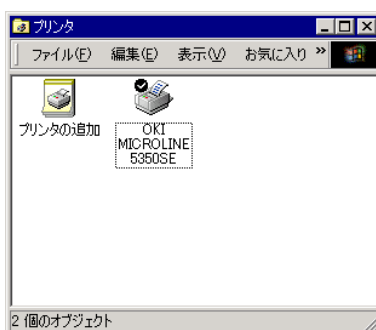 プリンタ
ファイル(F) 編集(E) 表示(V) お気に入り »
プリンタの追加
OKI
MICROLINE
5350SE
2 個のオブジェクト